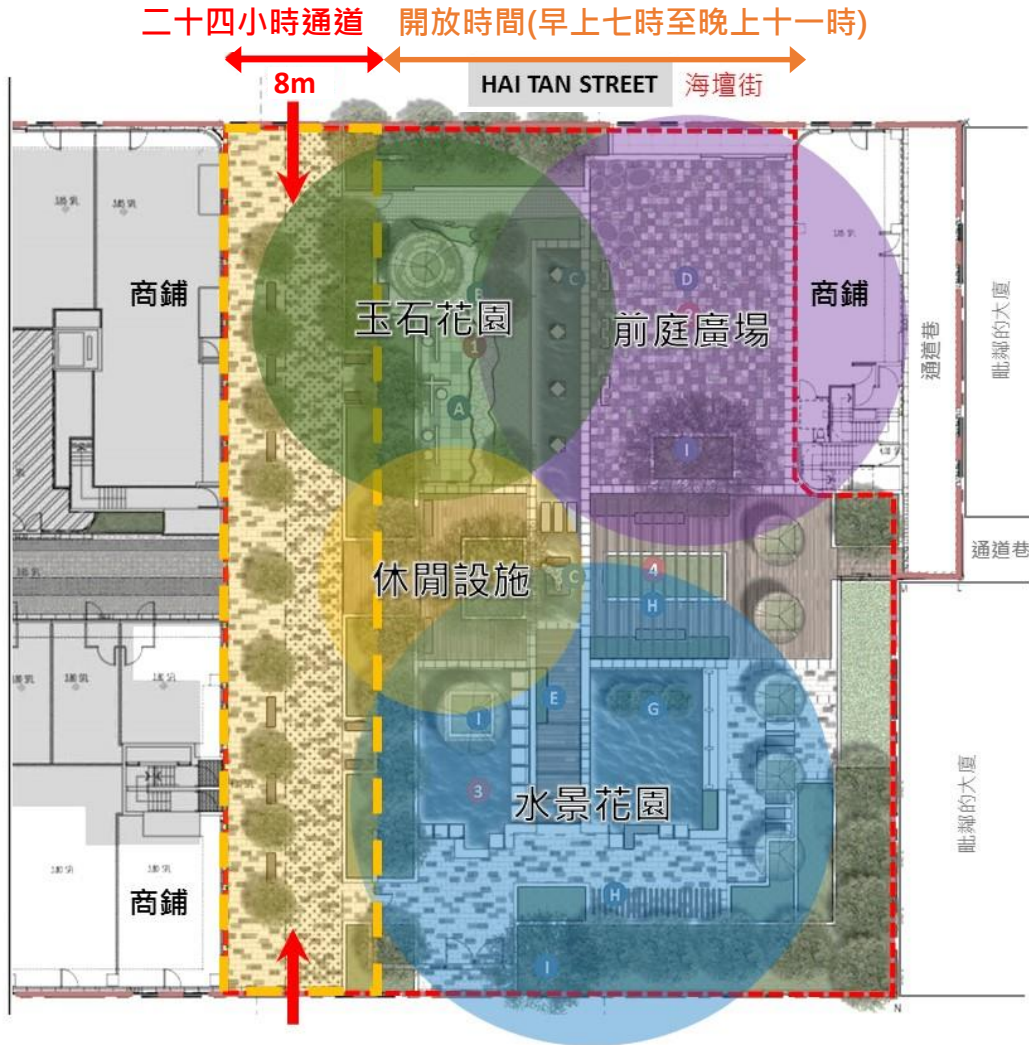 二十四小時通道
開放時間(早上七時至晚上十一時)
8m
HAI TAN STREET
海壇街
商鋪
玉石花園
前庭廣場
商鋪
通道巷
毗鄰的大廈
B
C
D
1
A
I
休閒設施
C
4
H
通道巷
E
I
G
3
水景花園
毗鄰的大廈
商鋪
H
I
N